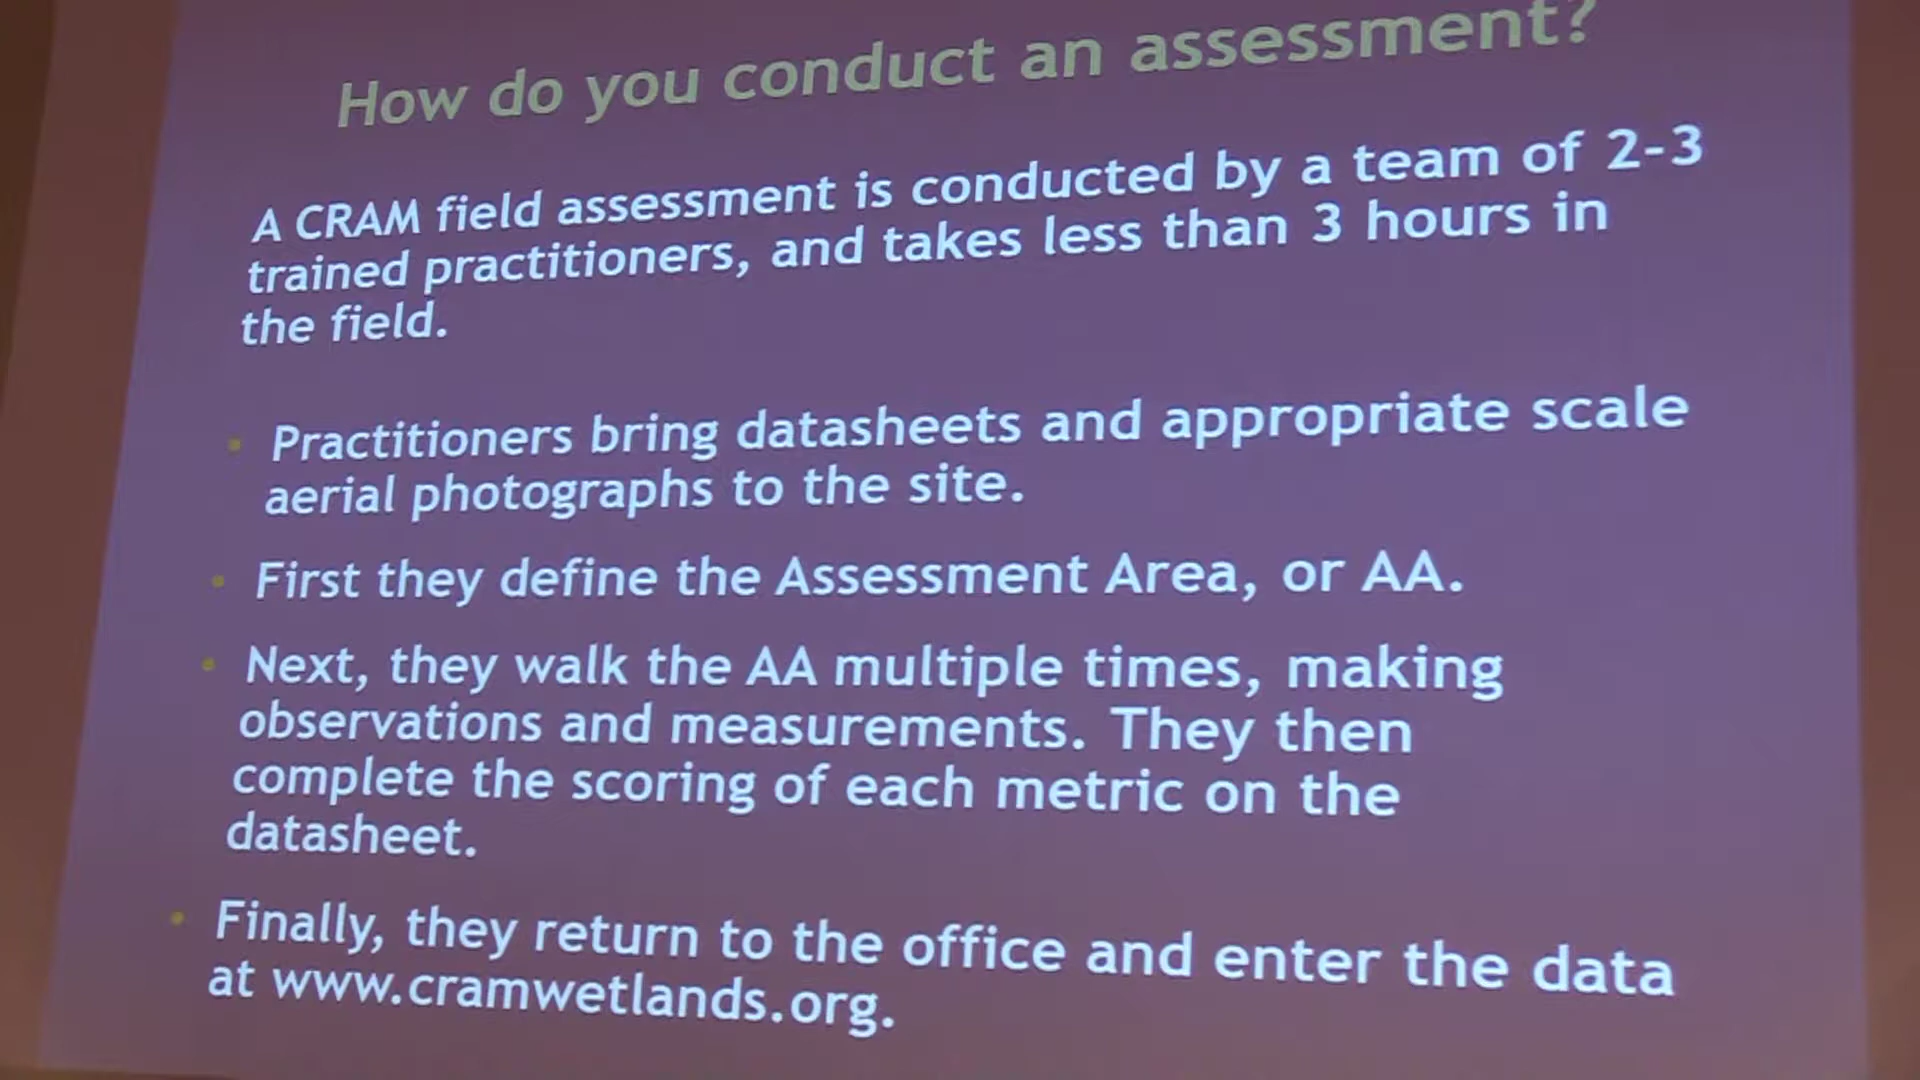 How do you conduct an assessment?
A CRAM field assessment is conducted by a team of 2-3
trained practitioners, and takes less than 3 hours in
the field.
• Practitioners bring datasheets and appropriate scale
aerial photographs to the site.
• First they define the Assessment Area, or AA.
• Next, they walk the AA multiple times, making
observations and measurements. They then
complete the scoring of each metric on the
datasheet.
• Finally, they return to the office and enter the data
at www.cramwetlands.org.